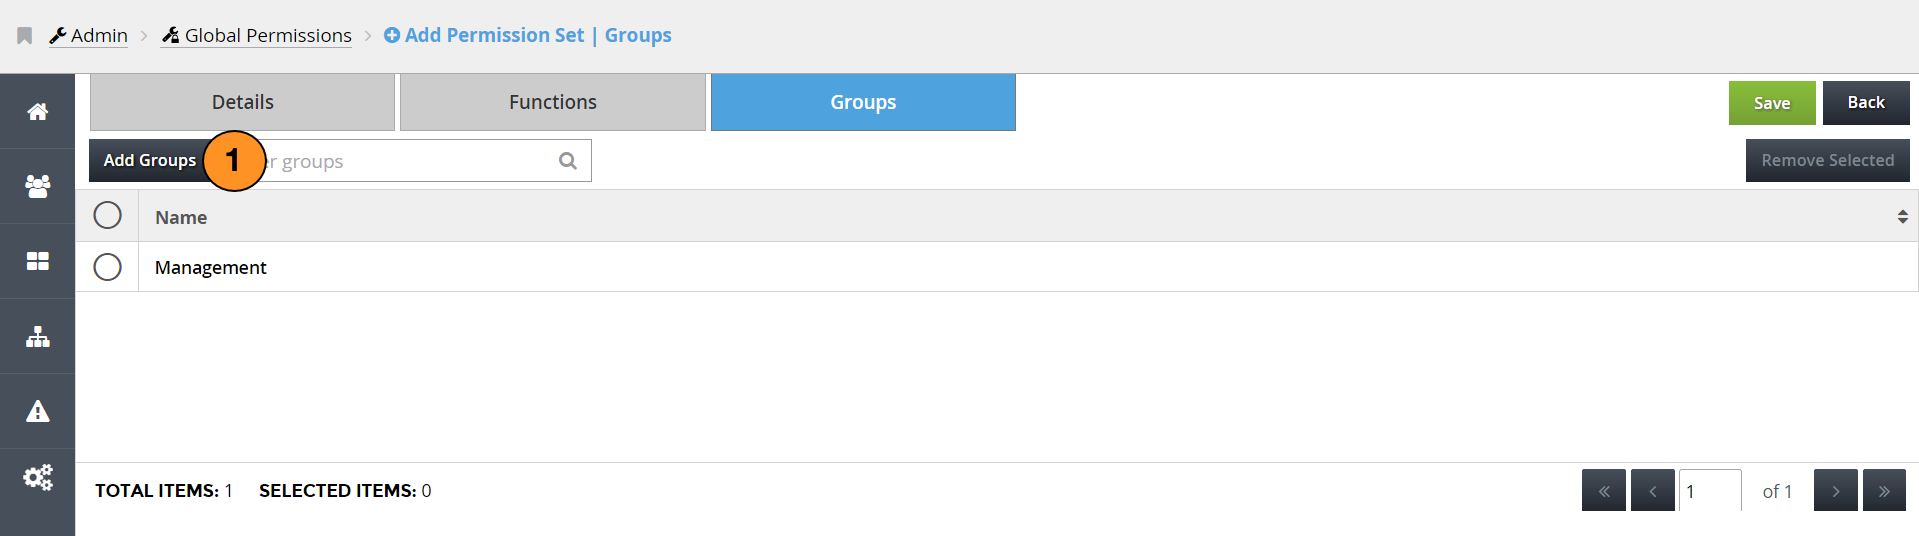 Admin > Global Permissions > Add Permission Set | Groups
Details Functions Groups Save Back
Add Groups 1 groups Remove Selected
Name
Management
TOTAL ITEMS: 1 SELECTED ITEMS: 0 « < 1 of 1 > »